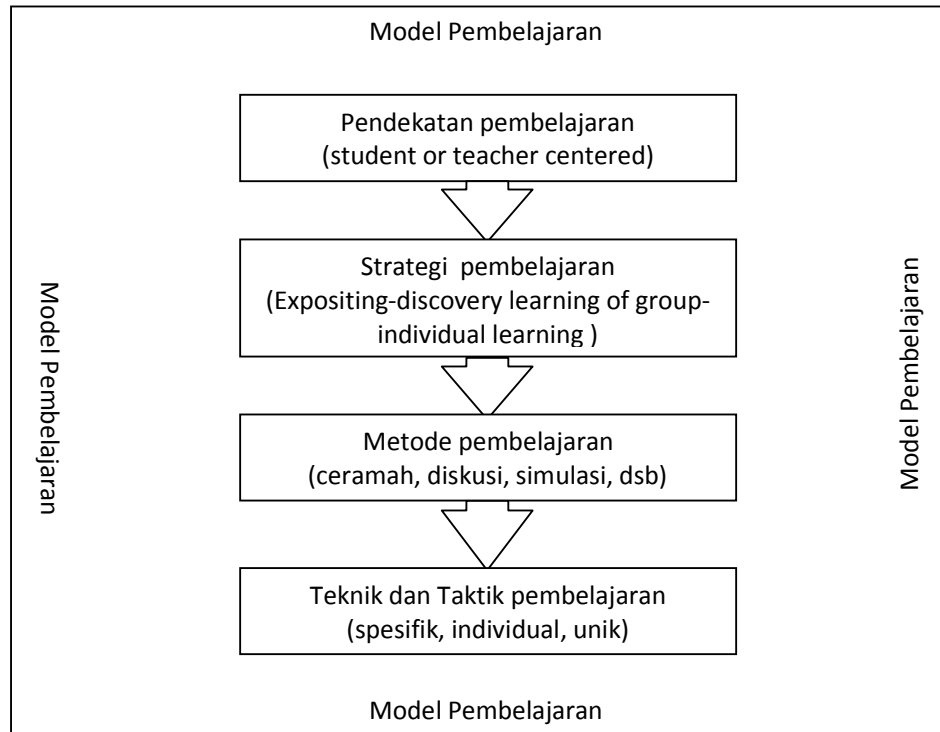 Model Pembelajaran
Pendekatan pembelajaran
(student or teacher centered)
Strategi pembelajaran
(Expositing-discovery learning of group-
individual learning )
Model Pembelajaran
Model Pembelajaran
Metode pembelajaran
(ceramah, diskusi, simulasi, dsb)
Teknik dan Taktik pembelajaran
(spesifik, individual, unik)
Model Pembelajaran